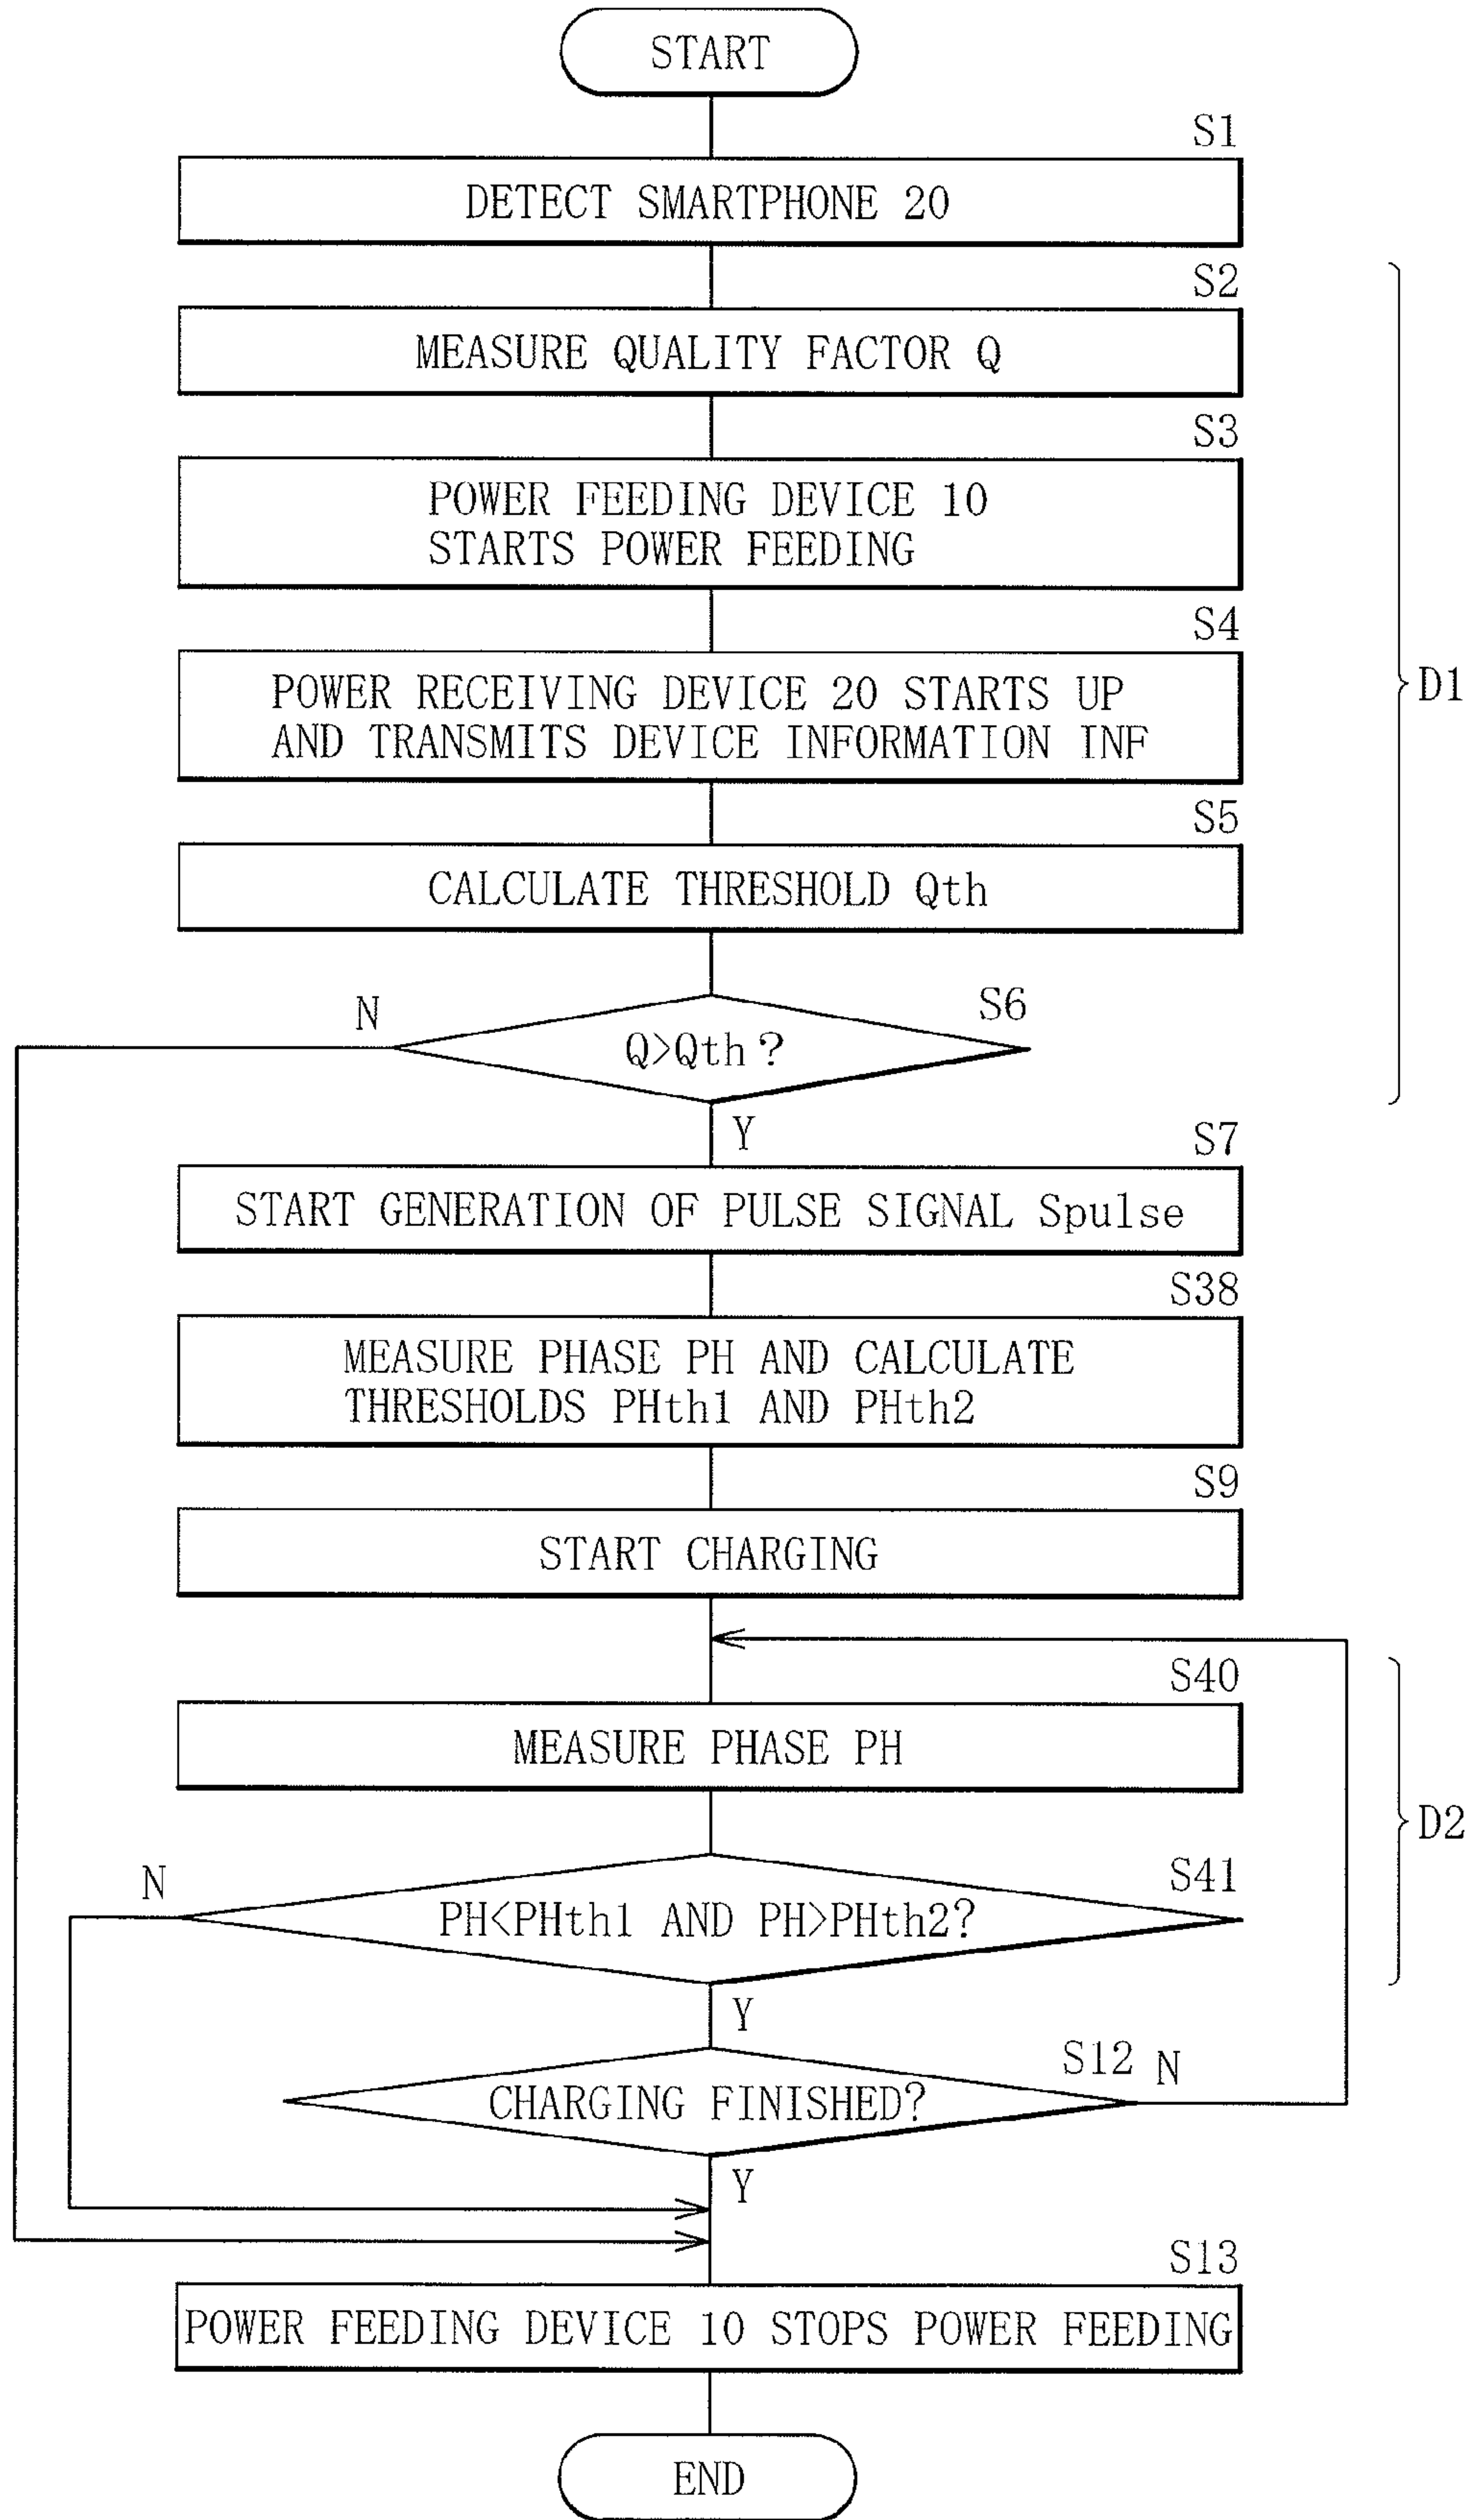 START
S1
DETECT SMARTPHONE 20
S2
MEASURE QUALITY FACTOR Q
S3
POWER FEEDING DEVICE 10
STARTS POWER FEEDING
S4
POWER RECEIVING DEVICE 20 STARTS UP
AND TRANSMITS DEVICE INFORMATION INF
D1
S5
CALCULATE THRESHOLD Qth
N
S6
Q>Qth?
Y
S7
START GENERATION OF PULSE SIGNAL Spulse
S38
MEASURE PHASE PH AND CALCULATE
THRESHOLDS PHth1 AND PHth2
S9
START CHARGING
S40
MEASURE PHASE PH
D2
N
S41
PH<PHth1 AND PH>PHth2?
Y
S12 N
CHARGING FINISHED?
Y
S13
POWER FEEDING DEVICE 10 STOPS POWER FEEDING
END